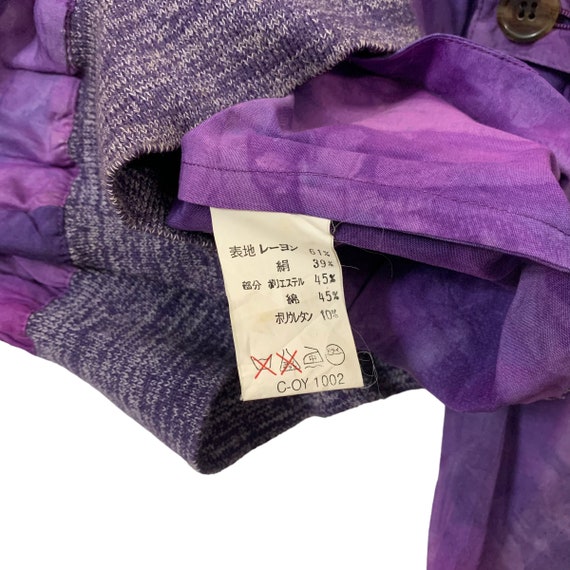 表地 レーヨン 61%
絹 39%
部分 ポリエステル 45%
綿 45%
ポリウレタン 10%
C-OY 1002